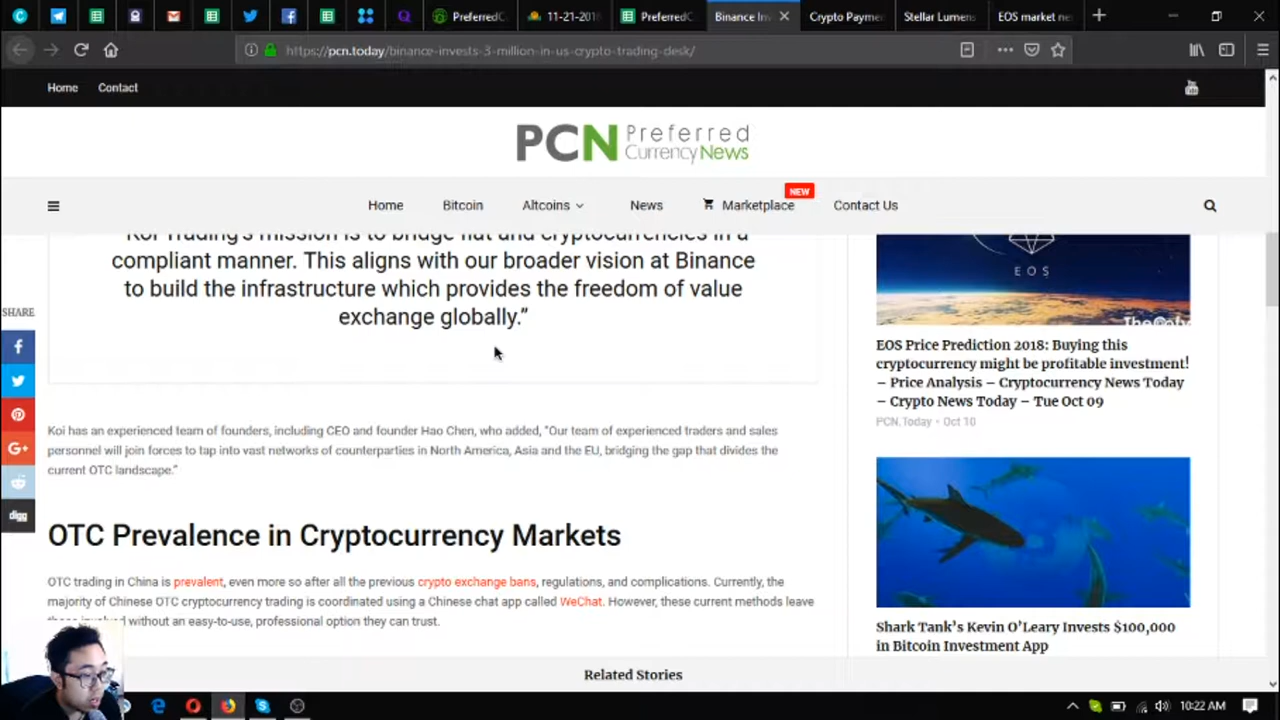 PreferredC
11-21-201
PreferredC
Binance In
Crypto Payme
Stellar Lumens
EOS market ne
https://pcn.today/binance-invests-3-million-in-us-crypto-trading-desk/
Home
Contact
You
PCN Preferred
CurrencyNews
NEW
Home
Bitcoin
Altcoins
News
Marketplace
Contact Us
"Koi Trading's mission is to bridge fiat and cryptocurrencies in a
compliant manner. This aligns with our broader vision at Binance
to build the infrastructure which provides the freedom of value
exchange globally."
SHARE
Koi has an experienced team of founders, including CEO and founder Hao Chen, who added, "Our team of experienced traders and sales
personnel will join forces to tap into vast networks of counterparties in North America, Asia and the EU, bridging the gap that divides the
current OTC landscape."
digg
OTC Prevalence in Cryptocurrency Markets
OTC trading in China is prevalent, even more so after all the previous crypto exchange bans, regulations, and complications. Currently, the
majority of Chinese OTC cryptocurrency trading is coordinated using a Chinese chat app called WeChat. However, these current methods leave
without an easy-to-use, professional option they can trust.
EOS
EOS Price Prediction 2018: Buying this
cryptocurrency might be profitable investment!
– Price Analysis – Cryptocurrency News Today
– Crypto News Today – Tue Oct 09
PCN.Today • Oct 10
Shark Tank's Kevin O'Leary Invests $100,000
in Bitcoin Investment App
Related Stories
10:22 AM